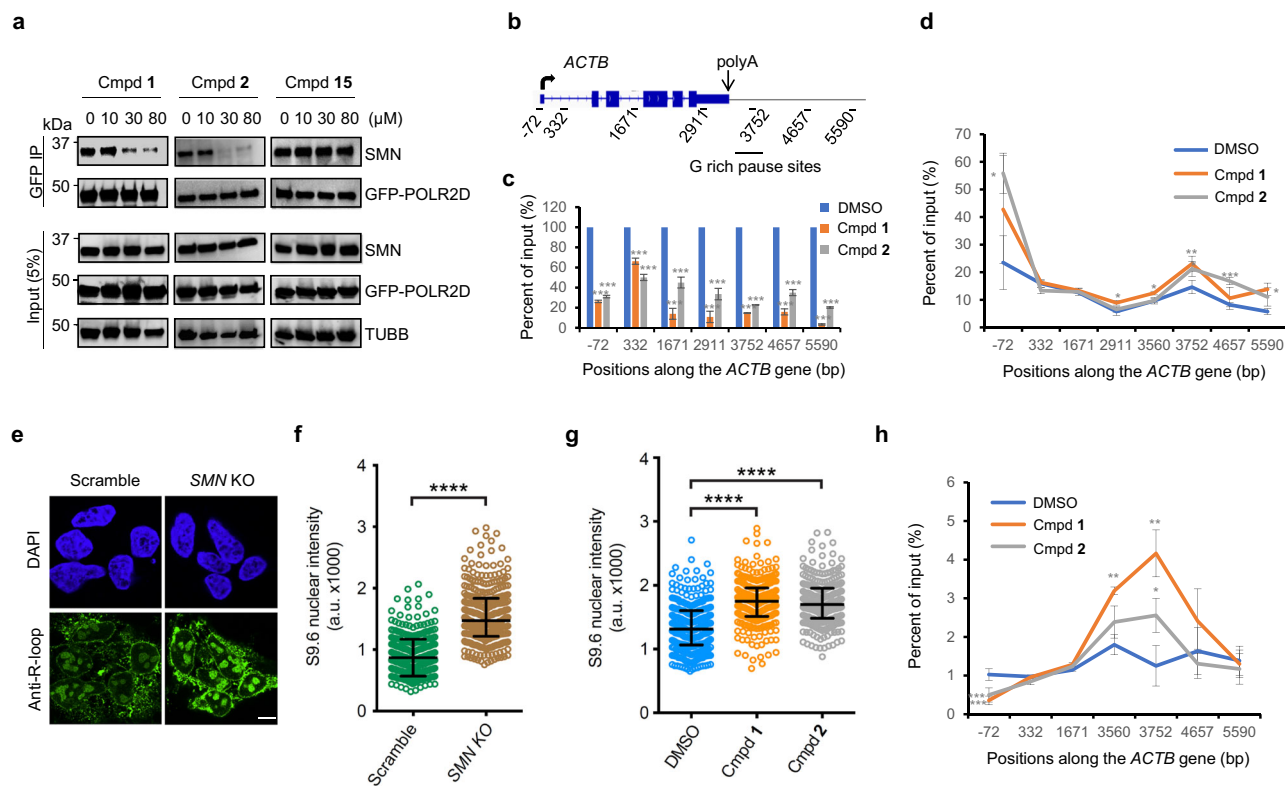 a
Cmpd 1 Cmpd 2 Cmpd 15
kDa 0 10 30 80 0 10 30 80 0 10 30 80 (µM)
GFP IP
37 SMN
50 GFP-POLR2D
Input (5%)
37 SMN
50 GFP-POLR2D
50 TUBB
b
ACTB polyA
-72 332 1671 2911 3752 4657 5590
G rich pause sites
c
Percent of input (%)
120
100
80
60
40
20
0
DMSO
Cmpd 1
Cmpd 2
*** *** *** *** *** *** *** *** *** *** *** *** *** ***
-72 332 1671 2911 3752 4657 5590
Positions along the ACTB gene (bp)
d
Percent of input (%)
70
60
50
40
30
20
10
0
DMSO
Cmpd 1
Cmpd 2
* * * ** *** *
-72 332 1671 2911 3560 3752 4657 5590
Positions along the ACTB gene (bp)
e
Scramble SMN KO
DAPI
Anti-R-loop
f
S9.6 nuclear intensity
(a.u. x1000)
4
3
2
1
0
****
Scramble SMN KO
g
S9.6 nuclear intensity
(a.u. x1000)
4
3
2
1
0
****
****
DMSO Cmpd 1 Cmpd 2
h
Percent of input (%)
6
5
4
3
2
1
0
DMSO
Cmpd 1
Cmpd 2
*** *** ** ** *
-72 332 1671 3560 3752 4657 5590
Positions along the ACTB gene (bp)